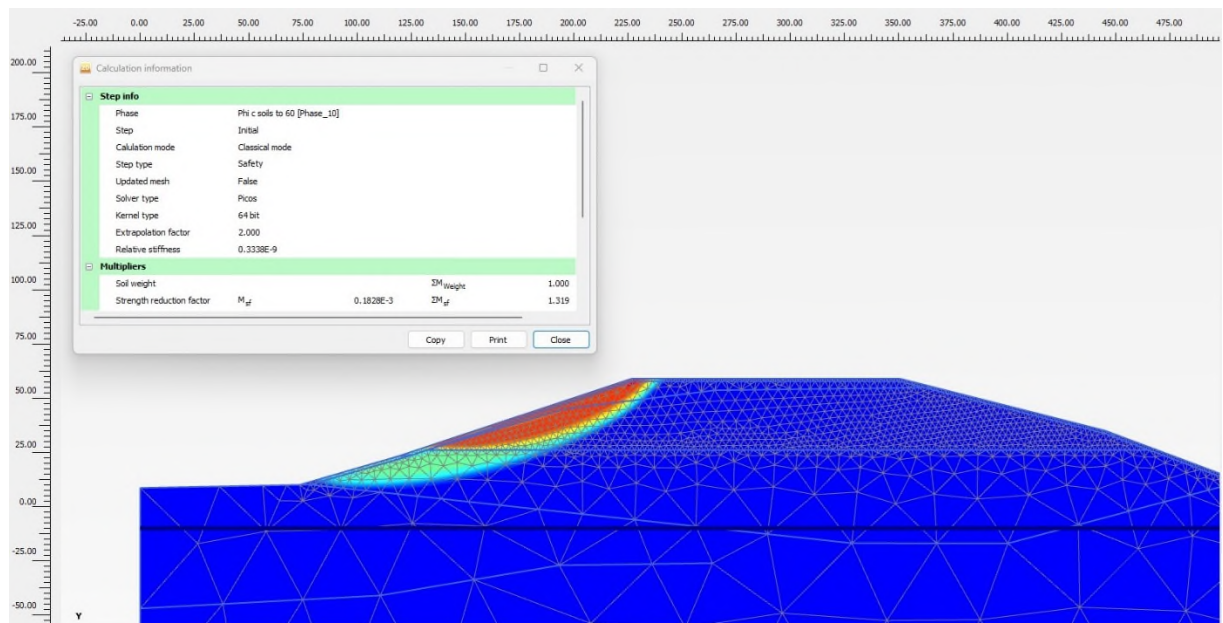 -25.00 0.00 25.00 50.00 75.00 100.00 125.00 150.00 175.00 200.00 225.00 250.00 275.00 300.00 325.00 350.00 375.00 400.00 425.00 450.00 475.00
200.00
175.00
150.00
125.00
100.00
75.00
50.00
25.00
0.00
-25.00
-50.00
Calculation information
Step info
Phase Phi c soils to 60 [Phase_10]
Step Initial
Calulation mode Classical mode
Step type Safety
Updated mesh False
Solver type Picos
Kernel type 64 bit
Extrapolation factor 2.000
Relative stiffness 0.3338E-9
Multipliers
Soil weight ΣM Weight 1.000
Strength reduction factor M sf 0.1828E-3 ΣM sf 1.319
Copy Print Close
Y